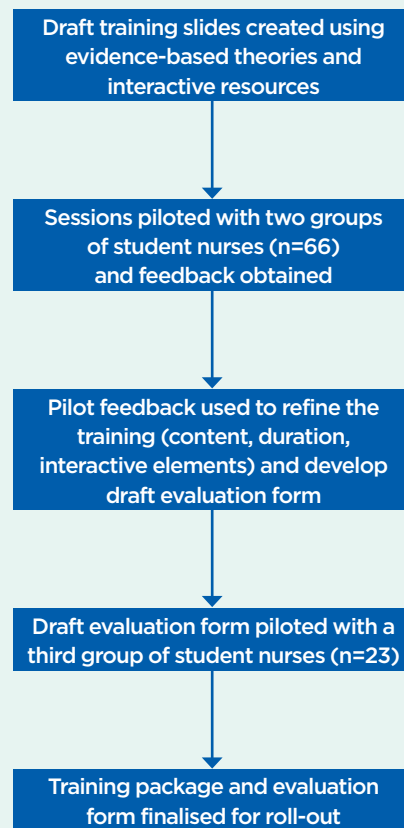 Draft training slides created using
evidence-based theories and
interactive resources
Sessions piloted with two groups
of student nurses (n=66)
and feedback obtained
Pilot feedback used to refine the
training (content, duration,
interactive elements) and develop
draft evaluation form
Draft evaluation form piloted with a
third group of student nurses (n=23)
Training package and evaluation
form finalised for roll-out